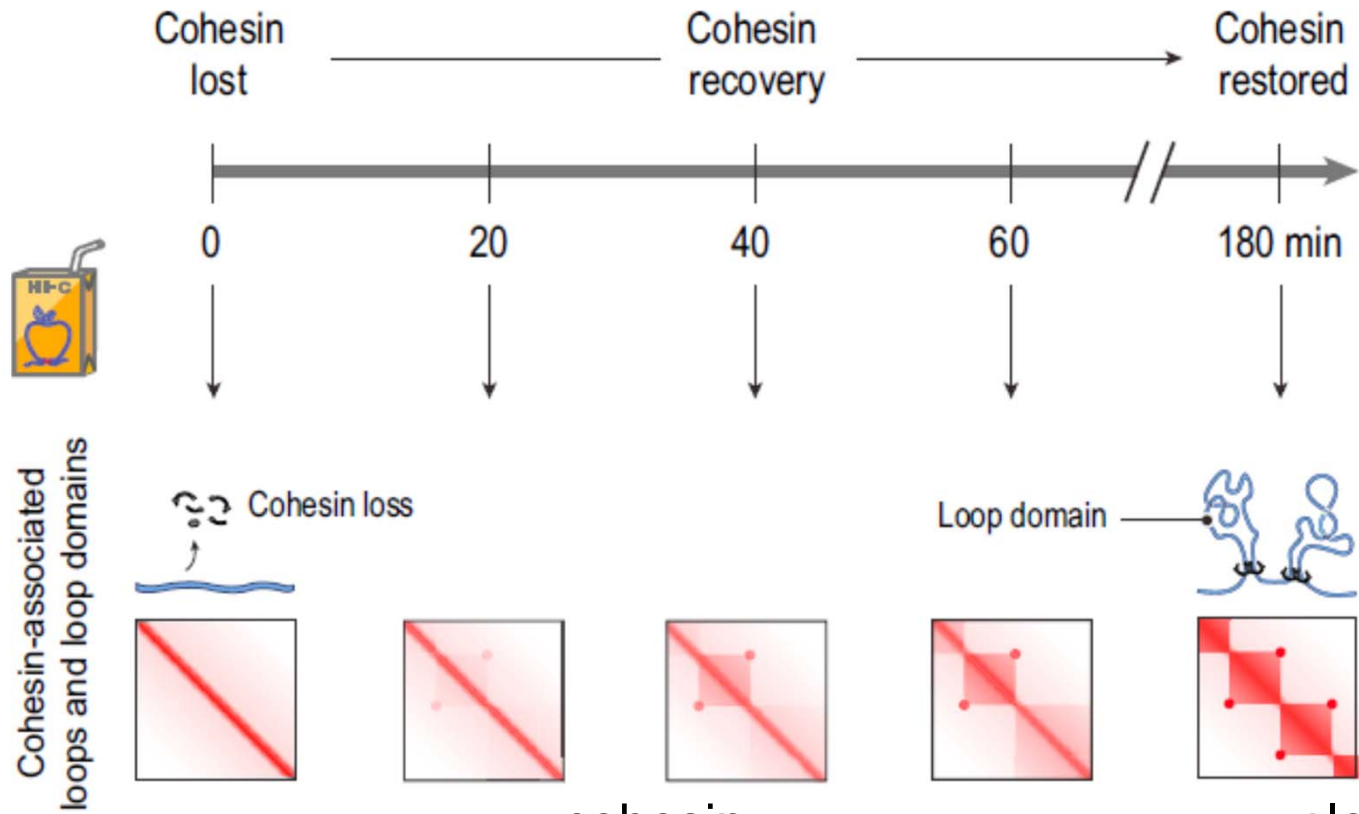 Cohesin
lost
Cohesin
recovery
Cohesin
restored
0
20
40
60
180 min
HI-C
Cohesin-associated
loops and loop domains
Cohesin loss
Loop domain